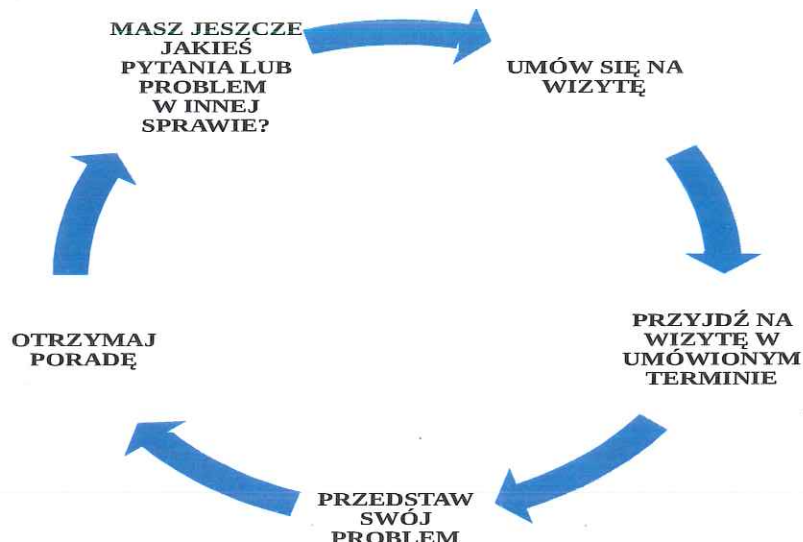 MASZ JESZCZE
JAKIEŚ
PYTANIA LUB
PROBLEM
W INNEJ
SPRAWIE?
UMÓW SIĘ NA
WIZYTĘ
PRZYJDŹ NA
WIZYTĘ W
UMÓWIONYM
TERMINIE
PRZEDSTAW
SWÓJ
PROBLEM
OTRZYMAJ
PORADĘ